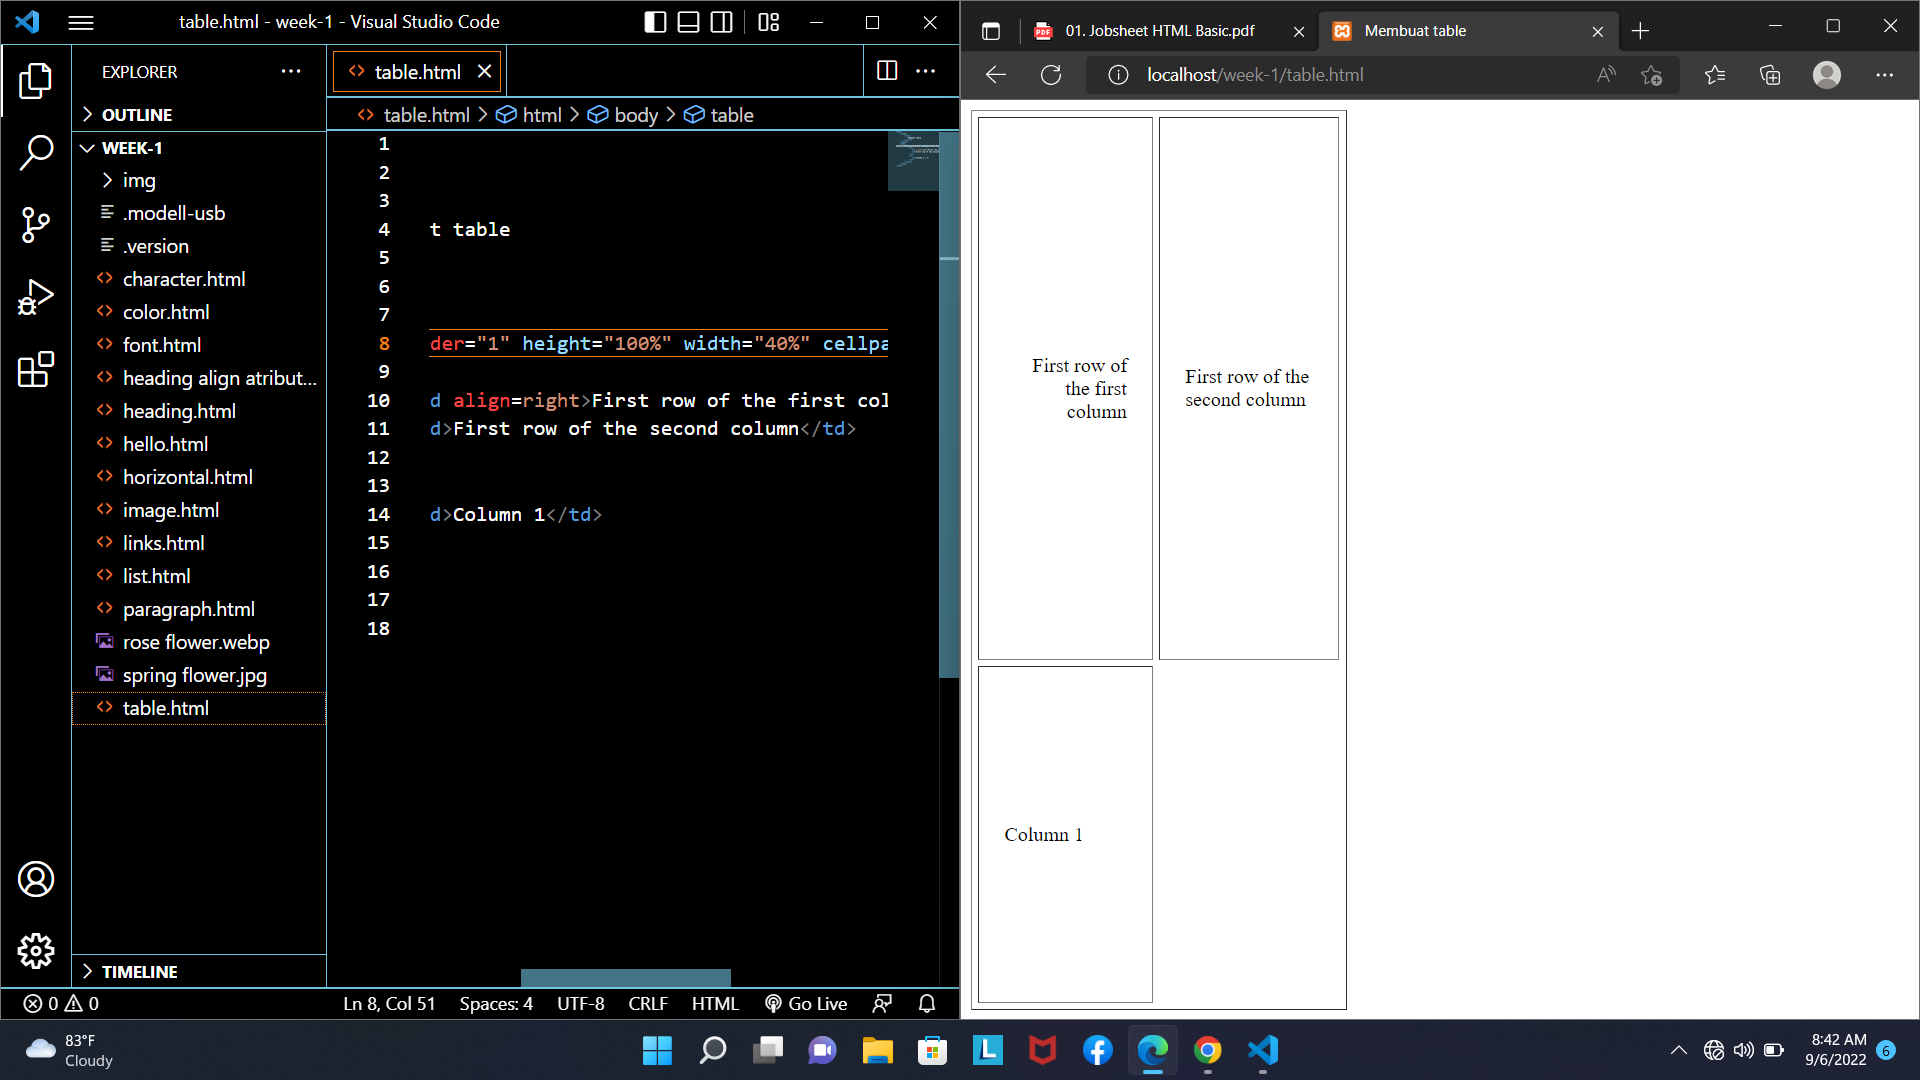 table.html - week-1 - Visual Studio Code
EXPLORER
OUTLINE
WEEK-1
img
.modell-usb
.version
character.html
color.html
font.html
heading align atribut...
heading.html
hello.html
horizontal.html
image.html
links.html
list.html
paragraph.html
rose flower.webp
spring flower.jpg
table.html
TIMELINE
table.html
table.html > html > body > table
1
2
3
4 t table
5
6
7
8 der="1" height="100%" width="40%" cellpa
9
10 d align=right>First row of the first col
11 d>First row of the second column</td>
12
13
14 d>Column 1</td>
15
16
17
18
0 0
Ln 8, Col 51 Spaces: 4 UTF-8 CRLF HTML Go Live
01. Jobsheet HTML Basic.pdf
Membuat table
localhost/week-1/table.html
First row of
the first
column
First row of the
second column
Column 1
83°F
Cloudy
8:42 AM
9/6/2022
6